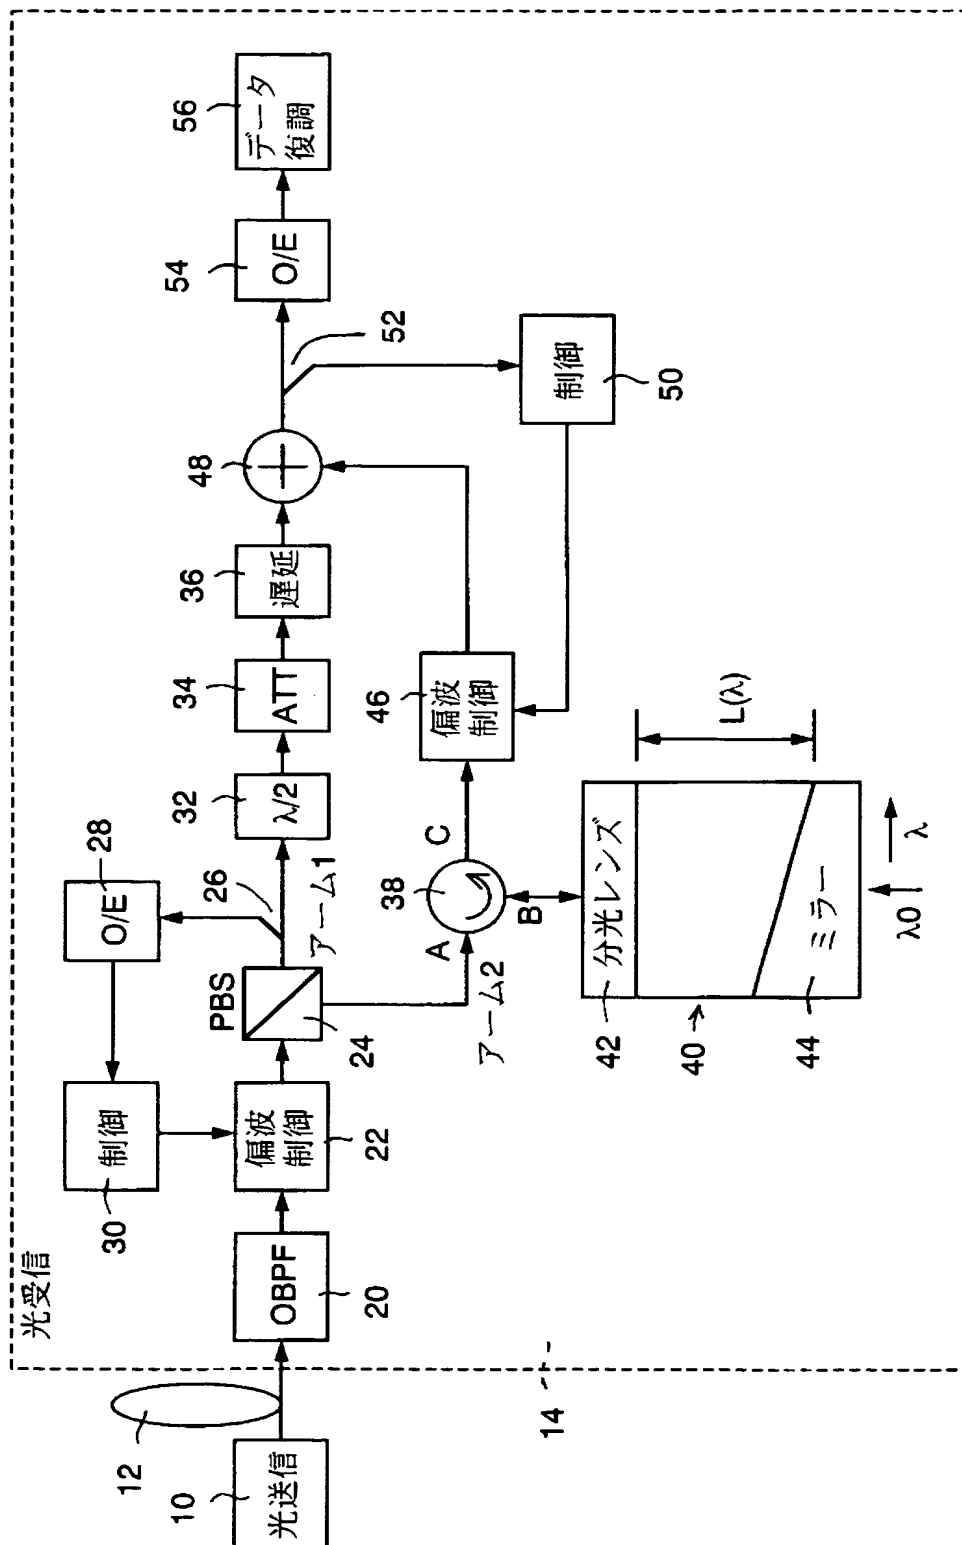 光受信
光送信
10
12
14
OBPF
20
偏波
制御
22
制御
30
O/E
28
PBS
24
26
アーム1
アーム2
λ/2
32
ATT
34
遅延
36
A
B
C
38
分光レンズ
42
40
ミラー
44
L(λ)
λ0
λ
偏波
制御
46
48
制御
50
52
O/E
54
データ
復調
56